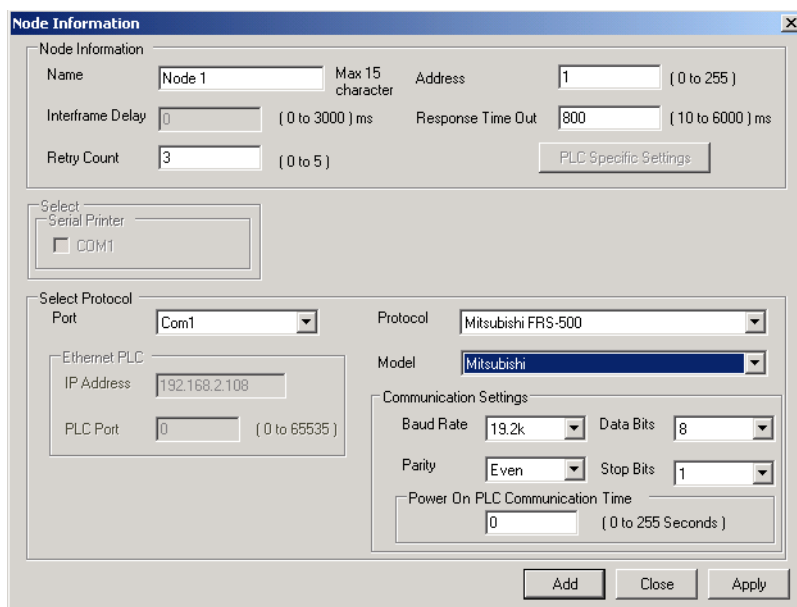 Node Information
Node Information
Name Node 1 Max 15 character Address 1 ( 0 to 255 )
Interframe Delay 0 ( 0 to 3000 ) ms Response Time Out 800 ( 10 to 6000 ) ms
Retry Count 3 ( 0 to 5 ) PLC Specific Settings
Select
Serial Printer
COM1
Select Protocol
Port Com1 Protocol Mitsubishi FRS-500
Ethernet PLC Model Mitsubishi
IP Address 192.168.2.108 Communication Settings
Baud Rate 19.2k Data Bits 8
PLC Port 0 ( 0 to 65535 )
Parity Even Stop Bits 1
Power On PLC Communication Time
0 ( 0 to 255 Seconds )
Add Close Apply